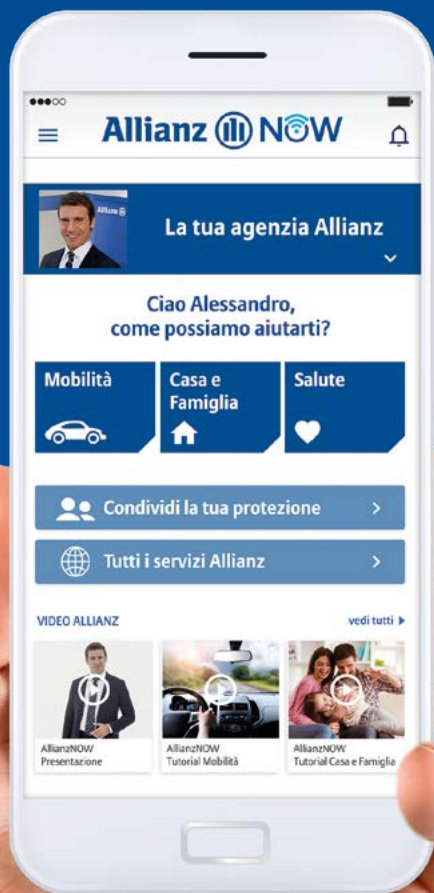 Allianz NOW
Allianz
La tua agenzia Allianz
Ciao Alessandro,
come possiamo aiutarti?
Mobilità
Casa e
Famiglia
Salute
Condividi la tua protezione
Tutti i servizi Allianz
VIDEO ALLIANZ
vedi tutti
AllianzNOW
Presentazione
AllianzNOW
Tutorial Mobilità
AllianzNOW
Tutorial Casa e Famiglia